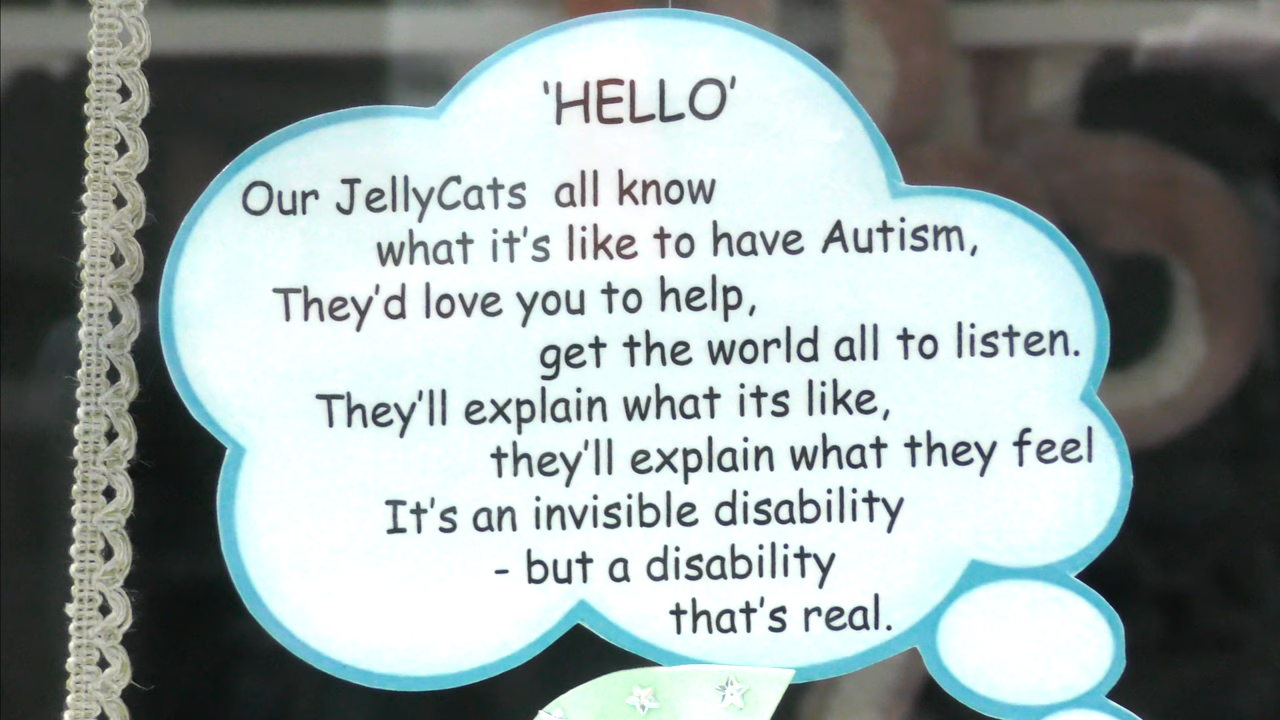 'HELLO'
Our JellyCats all know
what it's like to have Autism,
They'd love you to help,
get the world all to listen.
They'll explain what its like,
they'll explain what they feel
It's an invisible disability
- but a disability
that's real.